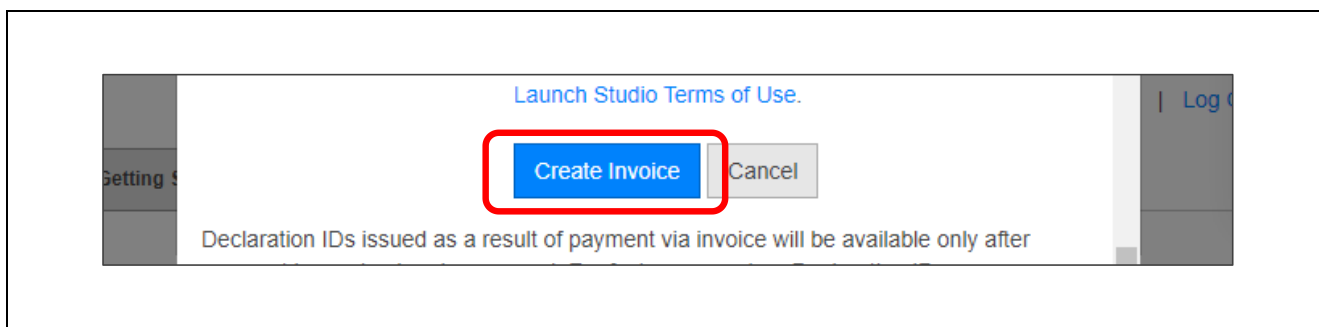 Launch Studio Terms of Use.
| Log
Create Invoice Cancel
Getting
Declaration IDs issued as a result of payment via invoice will be available only after